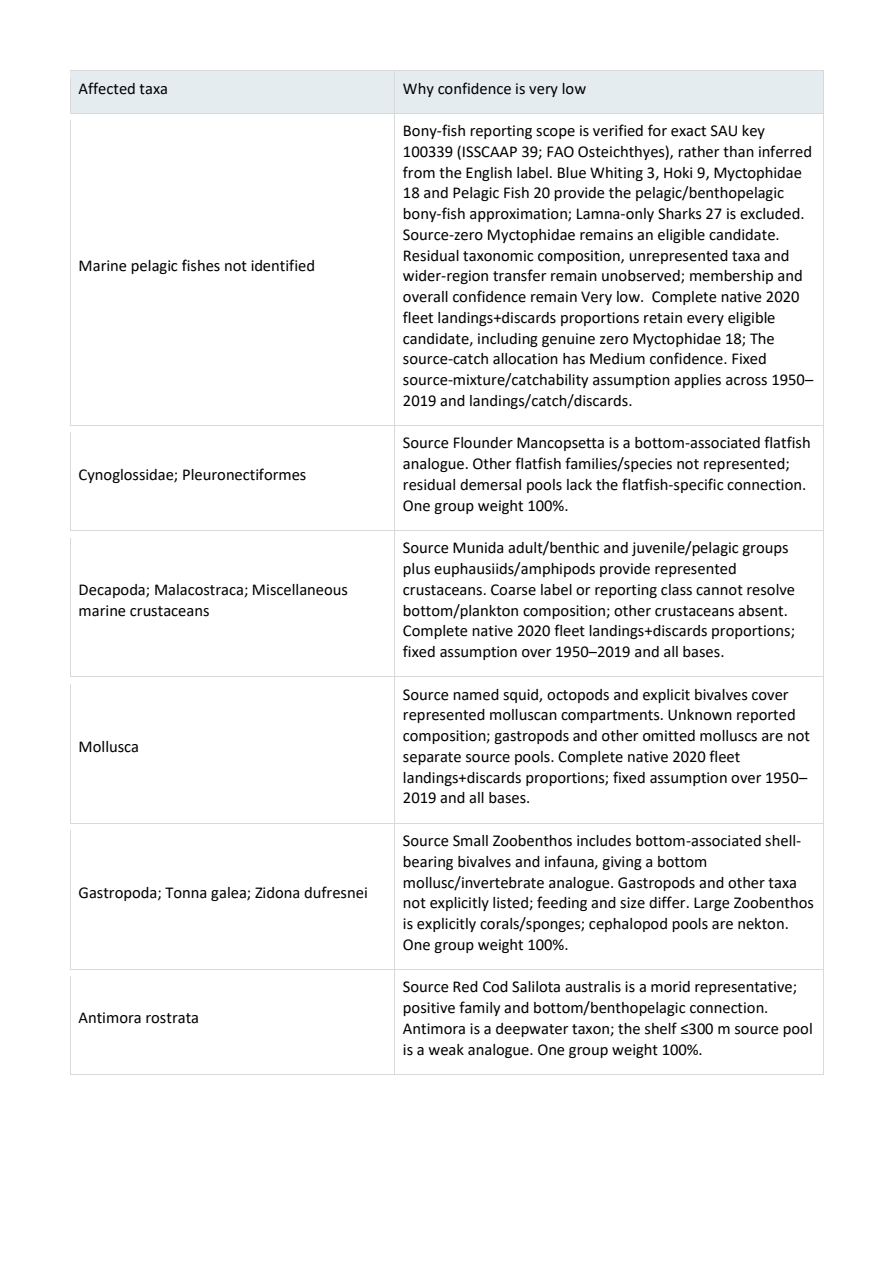 Affected taxa
Why confidence is very low
Marine pelagic fishes not identified
Bony-fish reporting scope is verified for exact SAU key
100339 (ISSCAAP 39; FAO Osteichthyes), rather than inferred
from the English label. Blue Whiting 3, Hoki 9, Myctophidae
18 and Pelagic Fish 20 provide the pelagic/benthopelagic
bony-fish approximation; Lamna-only Sharks 27 is excluded.
Source-zero Myctophidae remains an eligible candidate.
Residual taxonomic composition, unrepresented taxa and
wider-region transfer remain unobserved; membership and
overall confidence remain Very low.  Complete native 2020
fleet landings+discards proportions retain every eligible
candidate, including genuine zero Myctophidae 18; The
source-catch allocation has Medium confidence. Fixed
source-mixture/catchability assumption applies across 1950–
2019 and landings/catch/discards.
Cynoglossidae; Pleuronectiformes
Source Flounder Mancopsetta is a bottom-associated flatfish
analogue. Other flatfish families/species not represented;
residual demersal pools lack the flatfish-specific connection.
One group weight 100%.
Decapoda; Malacostraca; Miscellaneous
marine crustaceans
Source Munida adult/benthic and juvenile/pelagic groups
plus euphausiids/amphipods provide represented
crustaceans. Coarse label or reporting class cannot resolve
bottom/plankton composition; other crustaceans absent.
Complete native 2020 fleet landings+discards proportions;
fixed assumption over 1950–2019 and all bases.
Mollusca
Source named squid, octopods and explicit bivalves cover
represented molluscan compartments. Unknown reported
composition; gastropods and other omitted molluscs are not
separate source pools. Complete native 2020 fleet
landings+discards proportions; fixed assumption over 1950–
2019 and all bases.
Gastropoda; Tonna galea; Zidona dufresnei
Source Small Zoobenthos includes bottom-associated shell-
bearing bivalves and infauna, giving a bottom
mollusc/invertebrate analogue. Gastropods and other taxa
not explicitly listed; feeding and size differ. Large Zoobenthos
is explicitly corals/sponges; cephalopod pools are nekton.
One group weight 100%.
Antimora rostrata
Source Red Cod Salilota australis is a morid representative;
positive family and bottom/benthopelagic connection.
Antimora is a deepwater taxon; the shelf ≤300 m source pool
is a weak analogue. One group weight 100%.